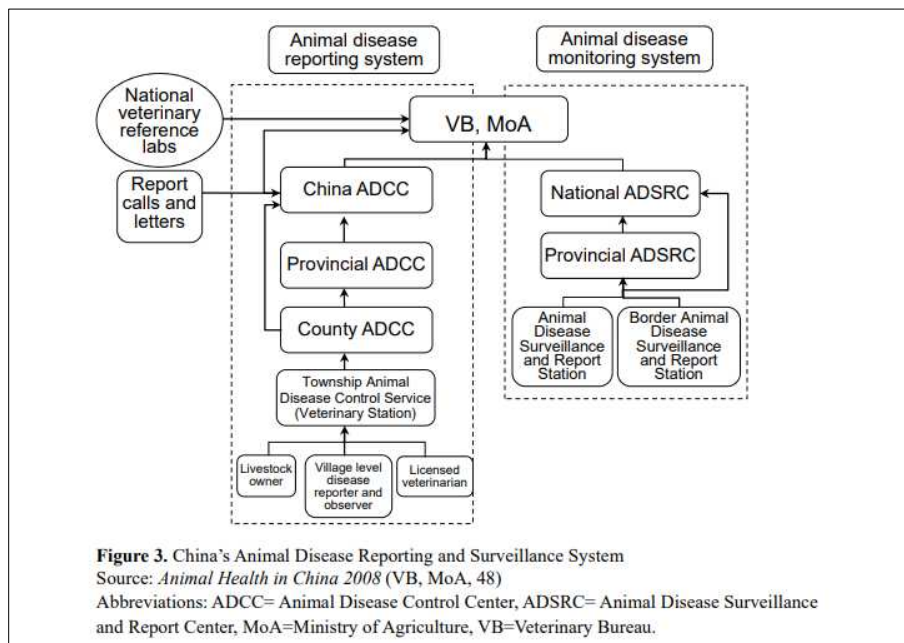 Animal disease
reporting system
Animal disease
monitoring system
National
veterinary
reference
labs
VB, MoA
Report
calls and
letters
China ADCC
National ADSRC
Provincial ADCC
Provincial ADSRC
County ADCC
Animal
Disease
Surveillance
and Report
Station
Border Animal
Disease
Surveillance
and Report
Station
Township Animal
Disease Control Service
(Veterinary Station)
Livestock
owner
Village level
disease
reporter and
observer
Licensed
veterinarian
Figure 3. China's Animal Disease Reporting and Surveillance System
Source: Animal Health in China 2008 (VB, MoA, 48)
Abbreviations: ADCC= Animal Disease Control Center, ADSRC= Animal Disease Surveillance
and Report Center, MoA=Ministry of Agriculture, VB=Veterinary Bureau.